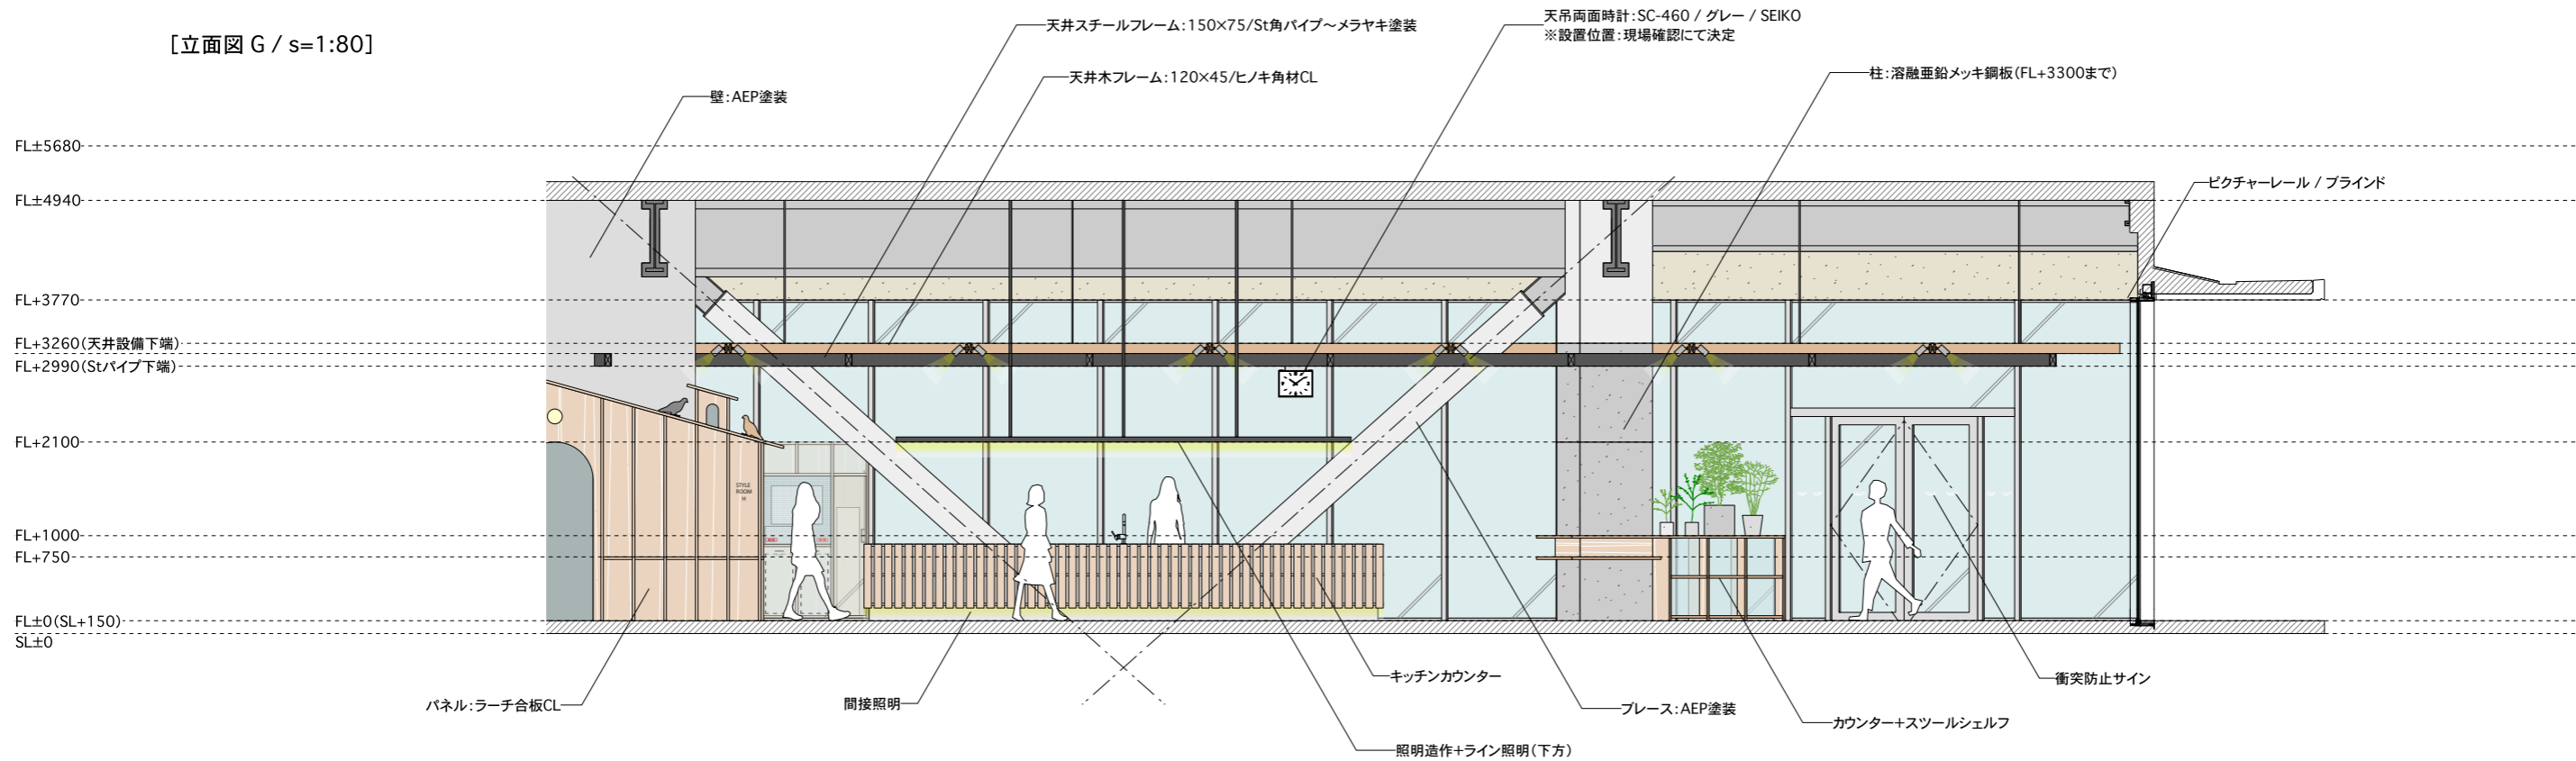 [立面図 G / s=1:80]
天井スチールフレーム：150×75/St角パイプ〜メラヤキ塗装
天井木フレーム：120×45/ヒノキ角材CL
天吊両面時計：SC-460 / グレー / SEIKO
※設置位置：現場確認にて決定
柱：溶融亜鉛メッキ鋼板(FL+3300まで)
壁：AEP塗装
ピクチャーレール / ブラインド
FL±5680
FL±4940
FL+3770
FL+3260(天井設備下端)
FL+2990(Stパイプ下端)
FL+2100
FL+1000
FL+750
FL±0(SL+150)
SL±0
STYLE
ROOM
H
パネル：ラーチ合板CL
間接照明
キッチンカウンター
照明造作+ライン照明(下方)
ブレース：AEP塗装
カウンター+スツールシェルフ
衝突防止サイン